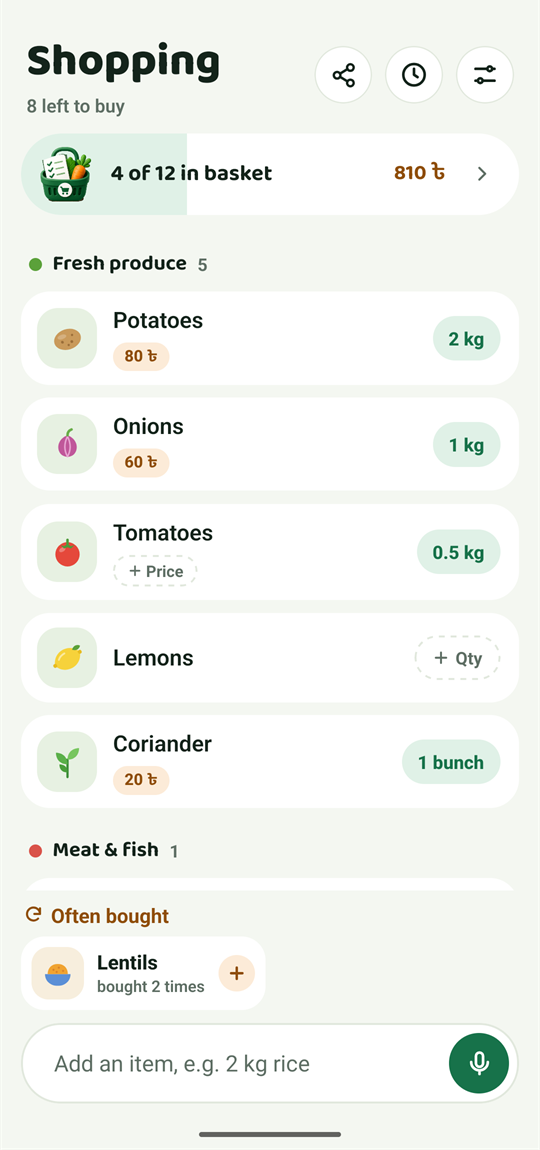 Shopping
8 left to buy
4 of 12 in basket 810 ৳
Fresh produce 5
Potatoes
80 ৳
2 kg
Onions
60 ৳
1 kg
Tomatoes
+ Price
0.5 kg
Lemons
+ Qty
Coriander
20 ৳
1 bunch
Meat & fish 1
Often bought
Lentils
bought 2 times
+
Add an item, e.g. 2 kg rice